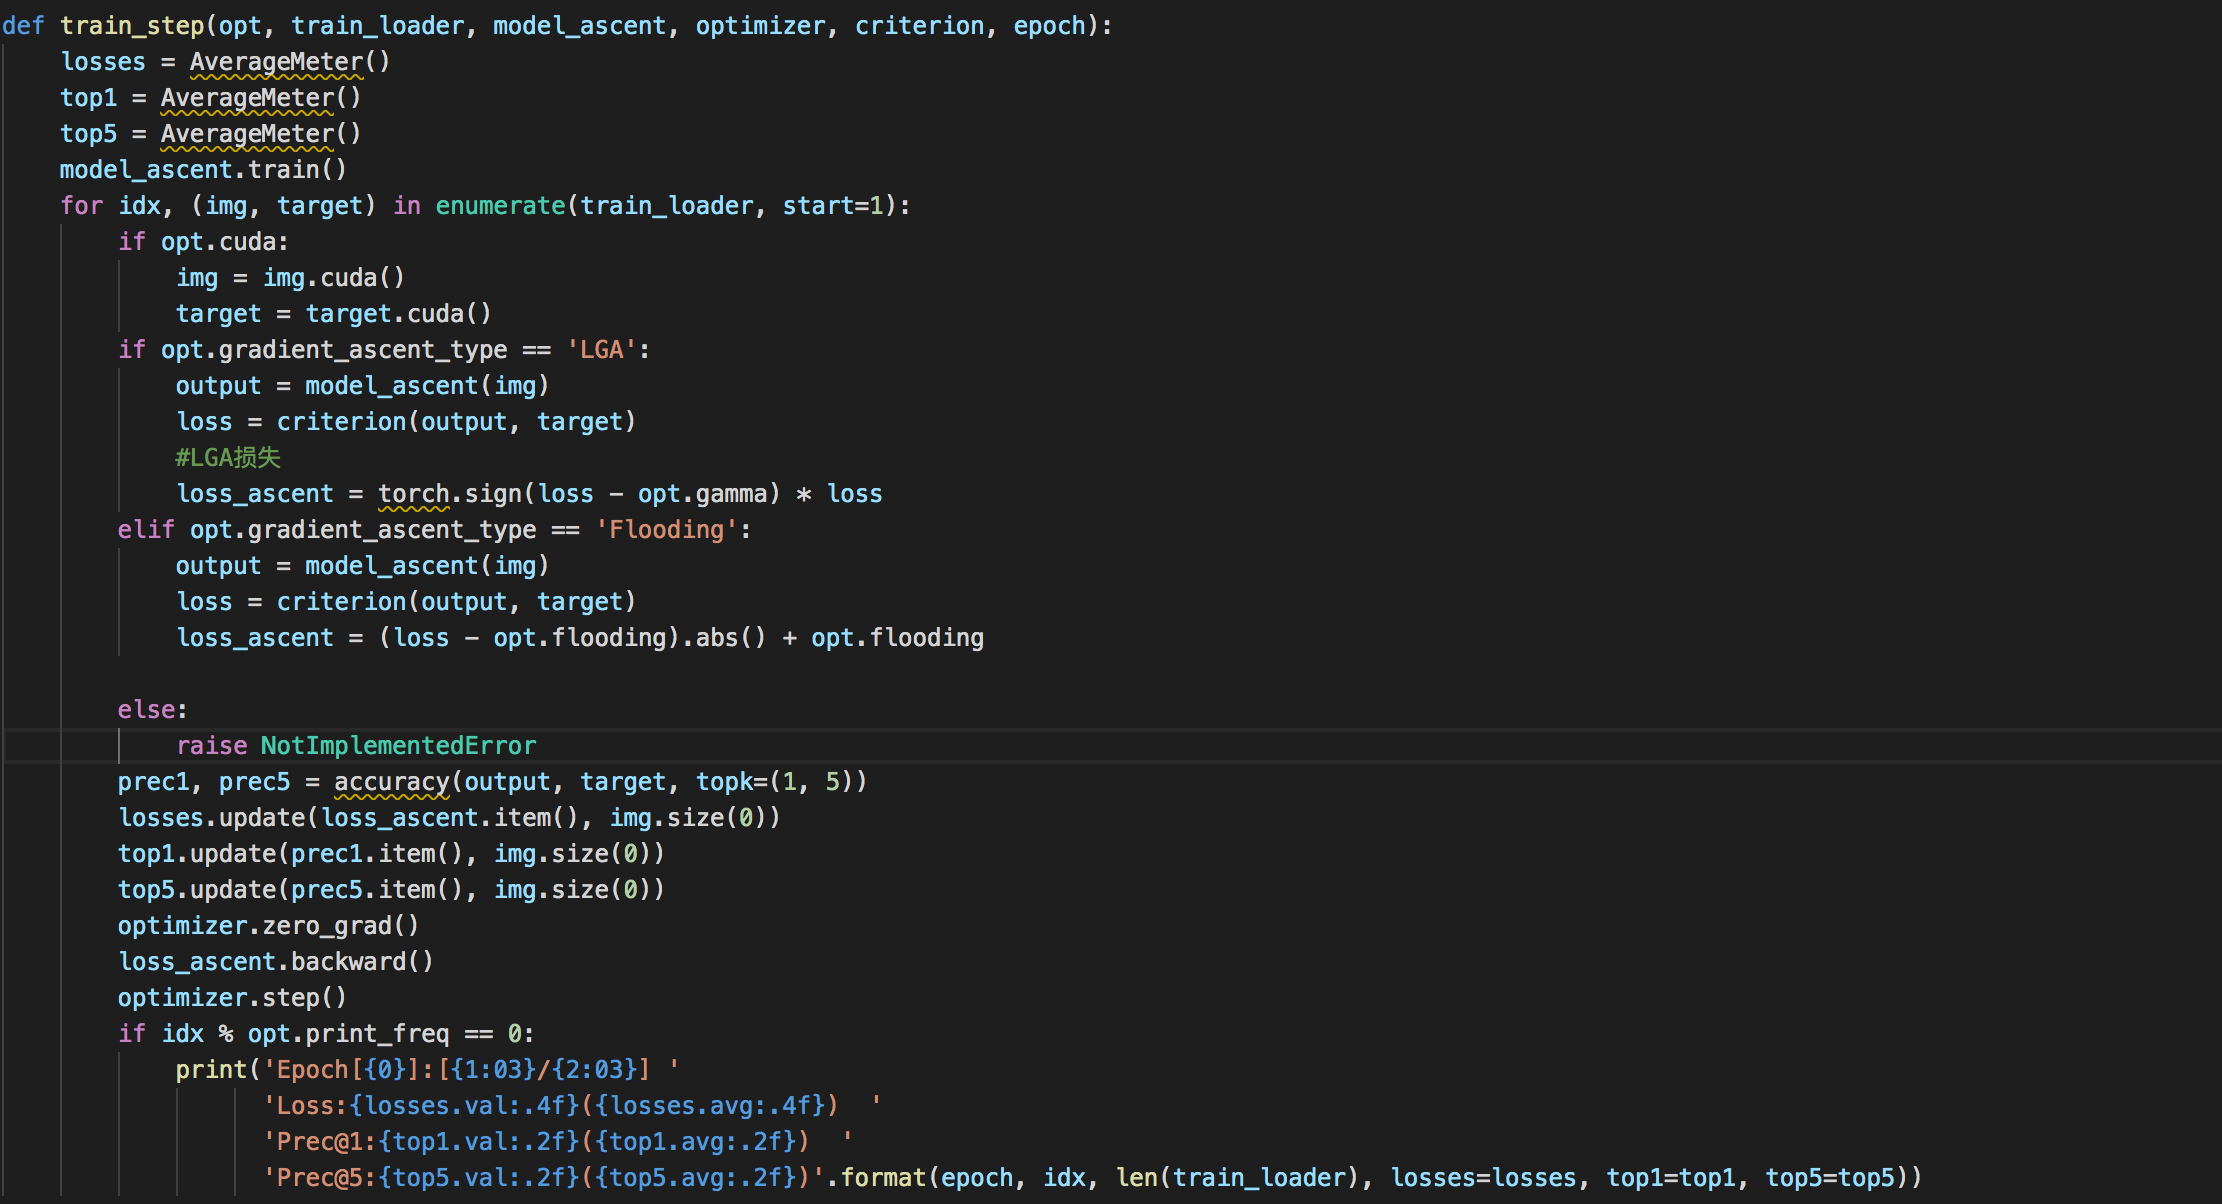 def train_step(opt, train_loader, model_ascent, optimizer, criterion, epoch):
    losses = AverageMeter()
    top1 = AverageMeter()
    top5 = AverageMeter()
    model_ascent.train()
    for idx, (img, target) in enumerate(train_loader, start=1):
        if opt.cuda:
            img = img.cuda()
            target = target.cuda()
        if opt.gradient_ascent_type == 'LGA':
            output = model_ascent(img)
            loss = criterion(output, target)
            #LGA损失
            loss_ascent = torch.sign(loss - opt.gamma) * loss
        elif opt.gradient_ascent_type == 'Flooding':
            output = model_ascent(img)
            loss = criterion(output, target)
            loss_ascent = (loss - opt.flooding).abs() + opt.flooding
        else:
            raise NotImplementedError
        prec1, prec5 = accuracy(output, target, topk=(1, 5))
        losses.update(loss_ascent.item(), img.size(0))
        top1.update(prec1.item(), img.size(0))
        top5.update(prec5.item(), img.size(0))
        optimizer.zero_grad()
        loss_ascent.backward()
        optimizer.step()
        if idx % opt.print_freq == 0:
            print('Epoch[{0}]:[{1:03}/{2:03}] '
                  'Loss:{losses.val:.4f}({losses.avg:.4f})  '
                  'Prec@1:{top1.val:.2f}({top1.avg:.2f})  '
                  'Prec@5:{top5.val:.2f}({top5.avg:.2f})'.format(epoch, idx, len(train_loader), losses=losses, top1=top1, top5=top5))